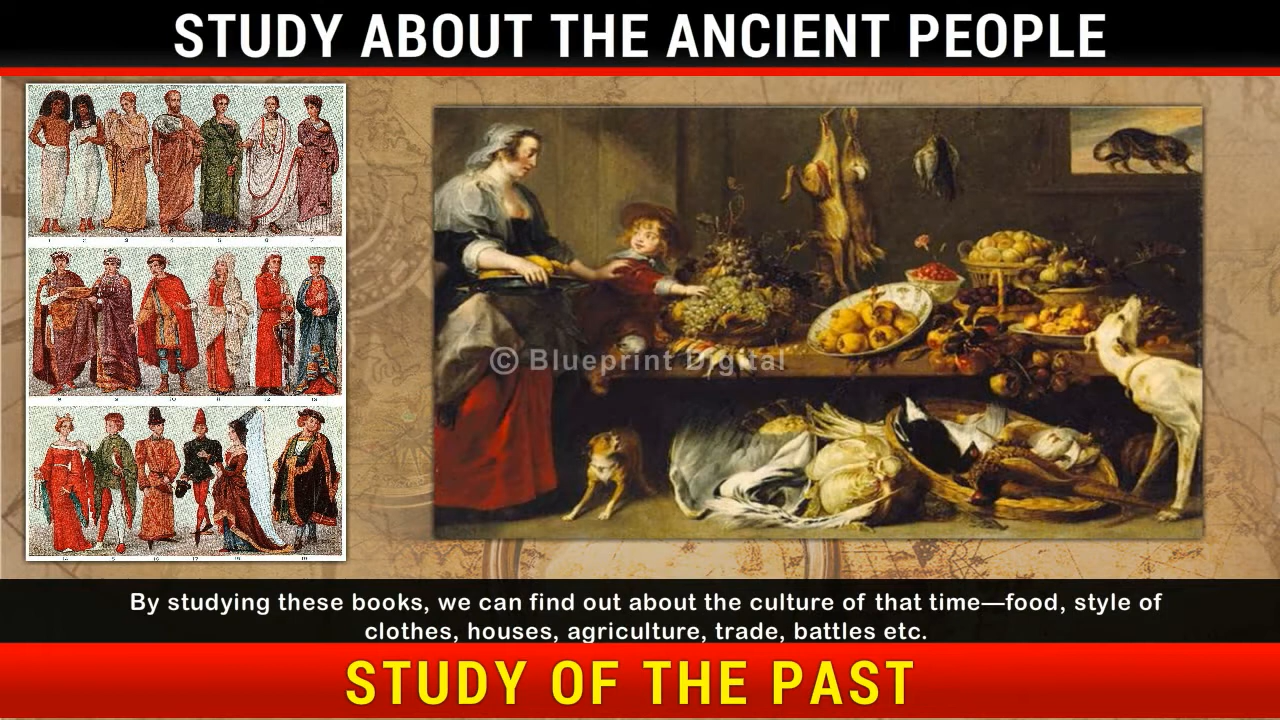 STUDY ABOUT THE ANCIENT PEOPLE
© Blueprint Digital
By studying these books, we can find out about the culture of that time—food, style of
clothes, houses, agriculture, trade, battles etc.
STUDY OF THE PAST